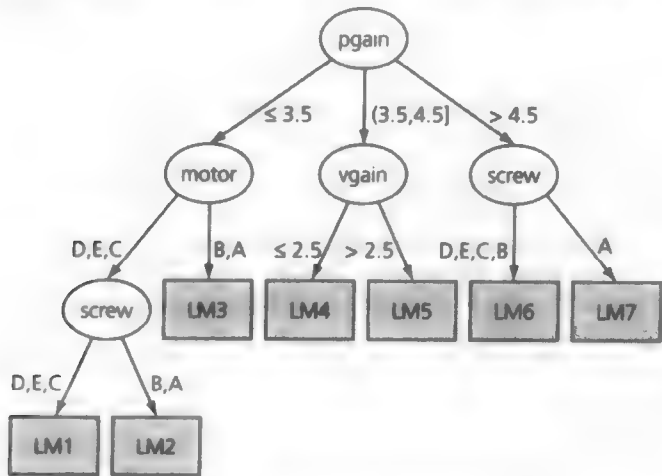 pgain
≤ 3.5 (3.5,4.5] > 4.5
motor vgain screw
D,E,C B,A ≤ 2.5 > 2.5 D,E,C,B A
screw LM3 LM4 LM5 LM6 LM7
D,E,C B,A
LM1 LM2